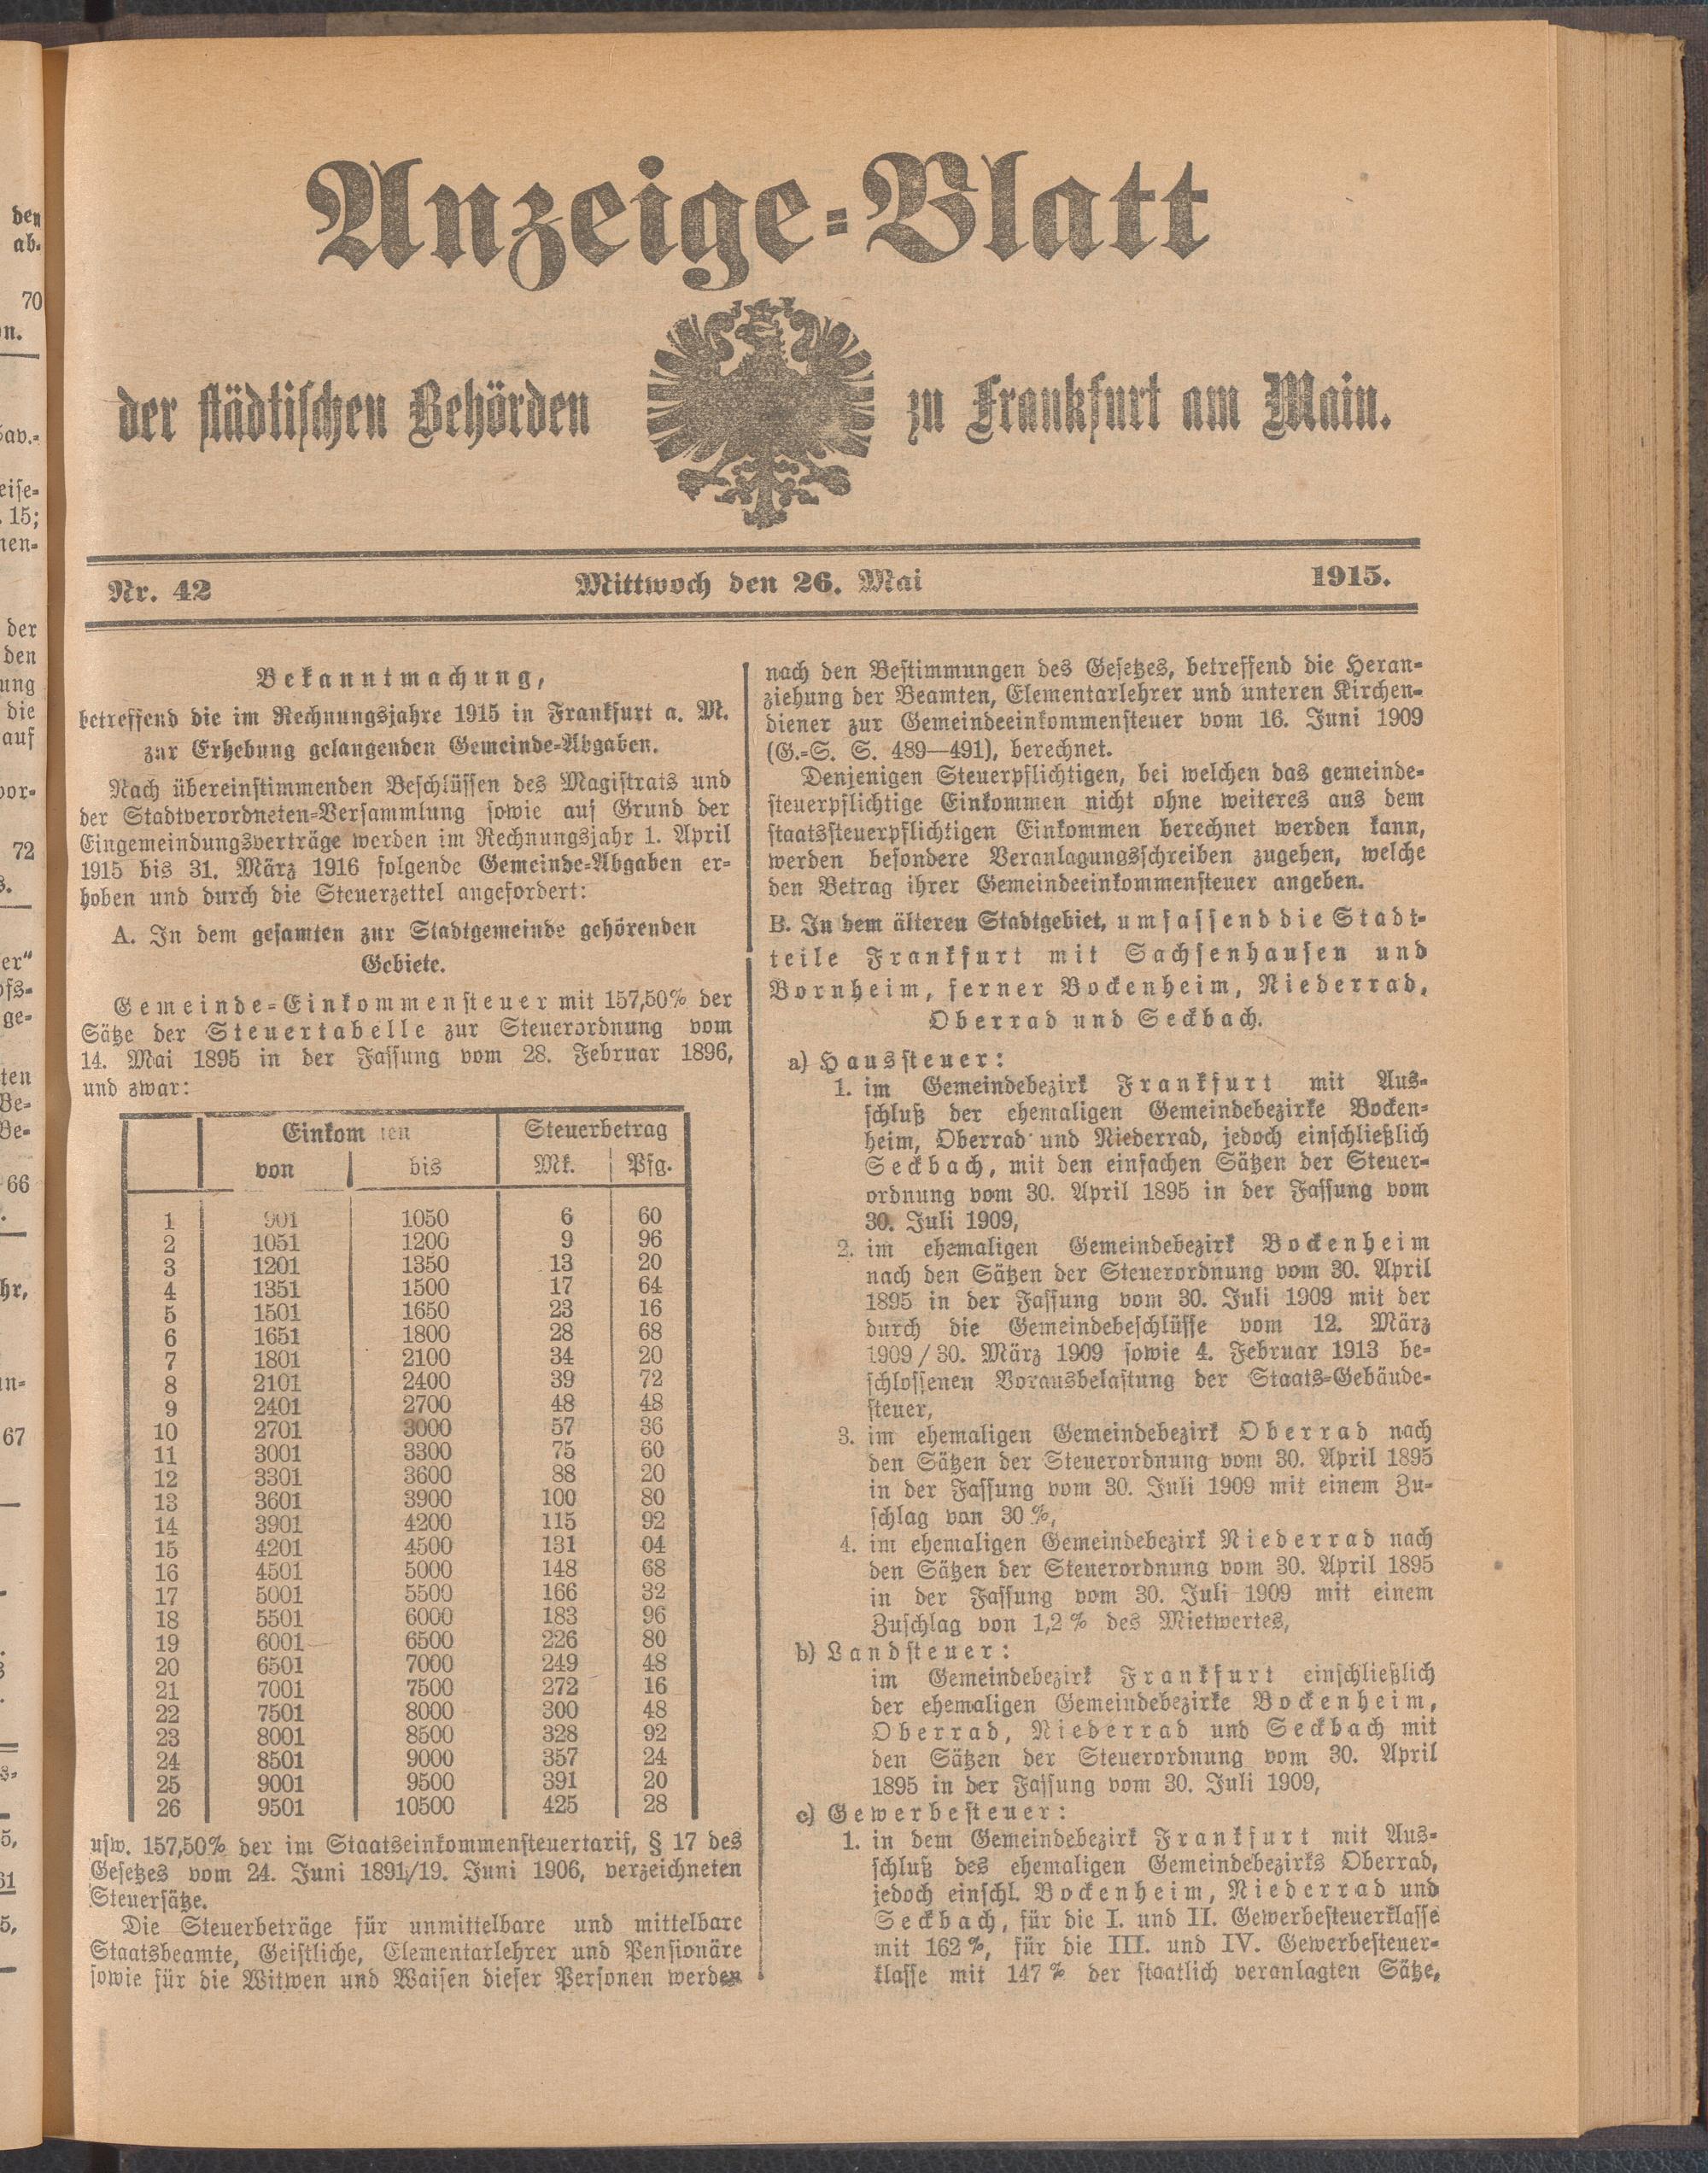 Anzeige-Blatt
der städtischen Behörden zu Frankfurt am Main.
Nr. 42 Mittwoch den 26. Mai 1915.
Bekanntmachung,
betreffend die im Rechnungsjahre 1915 in Frankfurt a. M.
zur Erhebung gelangenden Gemeinde-Abgaben.
Nach übereinstimmenden Beschlüssen des Magistrats und
der Stadtverordneten-Versammlung sowie auf Grund der
Eingemeindungsverträge werden im Rechnungsjahr 1. April
1915 bis 31. März 1916 folgende Gemeinde-Abgaben er-
hoben und durch die Steuerzettel angefordert:
A. In dem gesamten zur Stadtgemeinde gehörenden
Gebiete.
Gemeinde-Einkommensteuer mit 157,50% der
Sätze der Steuertabelle zur Steuerordnung vom
14. Mai 1895 in der Fassung vom 28. Februar 1896,
und zwar:
Einkommen Steuerbetrag
von bis Mk. Pfg.
1 901 1050 6 60
2 1051 1200 9 96
3 1201 1350 13 20
4 1351 1500 17 64
5 1501 1650 23 16
6 1651 1800 28 68
7 1801 2100 34 20
8 2101 2400 39 72
9 2401 2700 48 48
10 2701 3000 57 36
11 3001 3300 75 60
12 3301 3600 88 20
13 3601 3900 100 80
14 3901 4200 115 92
15 4201 4500 131 04
16 4501 5000 148 68
17 5001 5500 166 32
18 5501 6000 183 96
19 6001 6500 226 80
20 6501 7000 249 48
21 7001 7500 272 16
22 7501 8000 300 48
23 8001 8500 328 92
24 8501 9000 357 24
25 9001 9500 391 20
26 9501 10500 425 28
usw. 157,50% der im Staatseinkommensteuertarif, § 17 des
Gesetzes vom 24. Juni 1891/19. Juni 1906, verzeichneten
Steuersätze.
Die Steuerbeträge für unmittelbare und mittelbare
Staatsbeamte, Geistliche, Elementarlehrer und Pensionäre
sowie für die Witwen und Waisen dieser Personen werden
nach den Bestimmungen des Gesetzes, betreffend die Heran-
ziehung der Beamten, Elementarlehrer und unteren Kirchen-
diener zur Gemeindeeinkommensteuer vom 16. Juni 1909
(G.-S. S. 489—491), berechnet.
Denjenigen Steuerpflichtigen, bei welchen das gemeinde-
steuerpflichtige Einkommen nicht ohne weiteres aus dem
staatssteuerpflichtigen Einkommen berechnet werden kann,
werden besondere Veranlagungsschreiben zugehen, welche
den Betrag ihrer Gemeindeeinkommensteuer angeben.
B. In dem älteren Stadtgebiet, umfassend die Stadt-
teile Frankfurt mit Sachsenhausen und
Bornheim, ferner Bockenheim, Niederrad,
Oberrad und Seckbach.
a) Haussteuer:
1. im Gemeindebezirk Frankfurt mit Aus-
schluß der ehemaligen Gemeindebezirke Bocken-
heim, Oberrad und Niederrad, jedoch einschließlich
Seckbach, mit den einfachen Sätzen der Steuer-
ordnung vom 30. April 1895 in der Fassung vom
30. Juli 1909,
2. im ehemaligen Gemeindebezirk Bockenheim
nach den Sätzen der Steuerordnung vom 30. April
1895 in der Fassung vom 30. Juli 1909 mit der
durch die Gemeindebeschlüsse vom 12. März
1909/30. März 1909 sowie 4. Februar 1913 be-
schlossenen Vorausbelastung der Staats-Gebäude-
steuer,
3. im ehemaligen Gemeindebezirk Oberrad nach
den Sätzen der Steuerordnung vom 30. April 1895
in der Fassung vom 30. Juli 1909 mit einem Zu-
schlag von 30 %,
4. im ehemaligen Gemeindebezirk Niederrad nach
den Sätzen der Steuerordnung vom 30. April 1895
in der Fassung vom 30. Juli 1909 mit einem
Zuschlag von 1,2 % des Mietwertes,
b) Landsteuer:
im Gemeindebezirk Frankfurt einschließlich
der ehemaligen Gemeindebezirke Bockenheim,
Oberrad, Niederrad und Seckbach mit
den Sätzen der Steuerordnung vom 30. April
1895 in der Fassung vom 30. Juli 1909,
c) Gewerbesteuer:
1. in dem Gemeindebezirk Frankfurt mit Aus-
schluß des ehemaligen Gemeindebezirks Oberrad,
jedoch einschl. Bockenheim, Niederrad und
Seckbach, für die I. und II. Gewerbesteuerklasse
mit 162 %, für die III. und IV. Gewerbesteuer-
klasse mit 147 % der staatlich veranlagten Sätze,